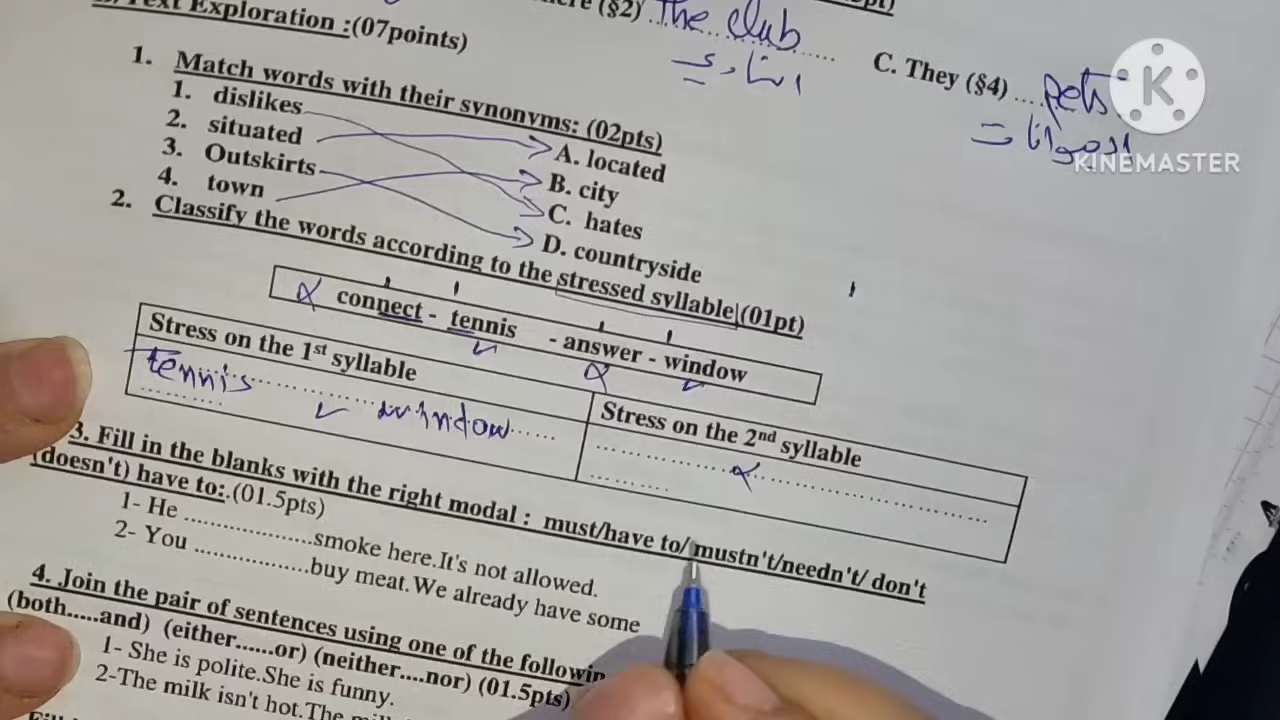 Text Exploration :(07points)
(§2) The club
النادي
C. They (§4) pets
الحيوانات
KINEMASTER
1. Match words with their synonyms: (02pts)
1. dislikes
2. situated
3. Outskirts
4. town
A. located
B. city
C. hates
D. countryside
2. Classify the words according to the stressed syllable (01pt)
connect - tennis - answer - window
Stress on the 1st syllable
tennis window
Stress on the 2nd syllable
3. Fill in the blanks with the right modal : must/have to/ mustn't/needn't/ don't
(doesn't) have to:.(01.5pts)
1- He ....................smoke here.It's not allowed.
2- You .................buy meat.We already have some
4. Join the pair of sentences using one of the
(both.....and) (either......or) (neither....nor) (01.5pts)
1- She is polite.She is funny.
2-The milk isn't hot.The